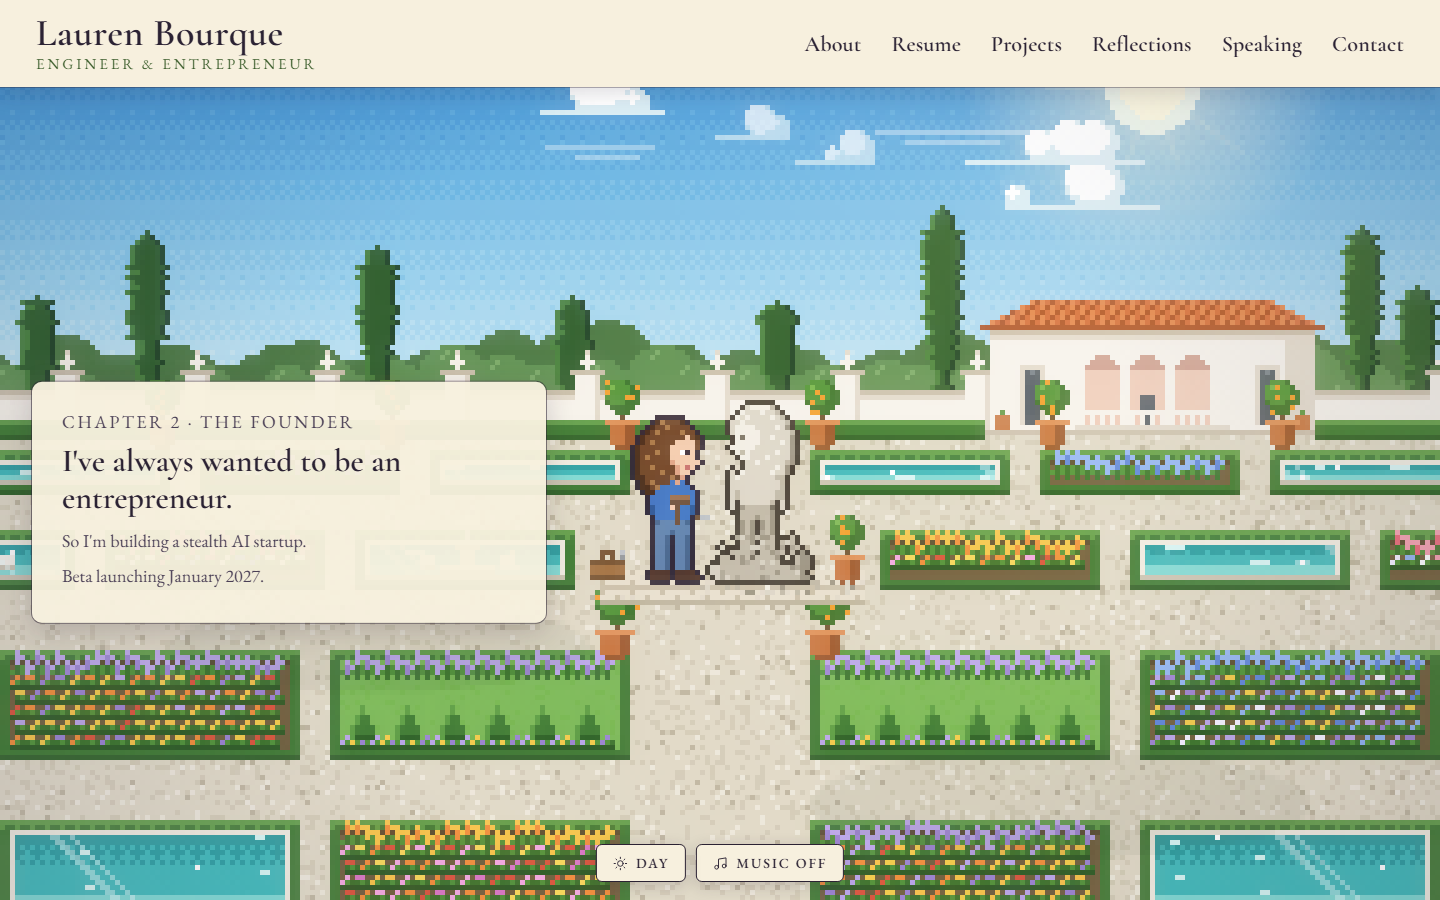 Lauren Bourque
ENGINEER & ENTREPRENEUR
About Resume Projects Reflections Speaking Contact
CHAPTER 2 · THE FOUNDER
I've always wanted to be an
entrepreneur.
So I'm building a stealth AI startup.
Beta launching January 2027.
DAY
MUSIC OFF